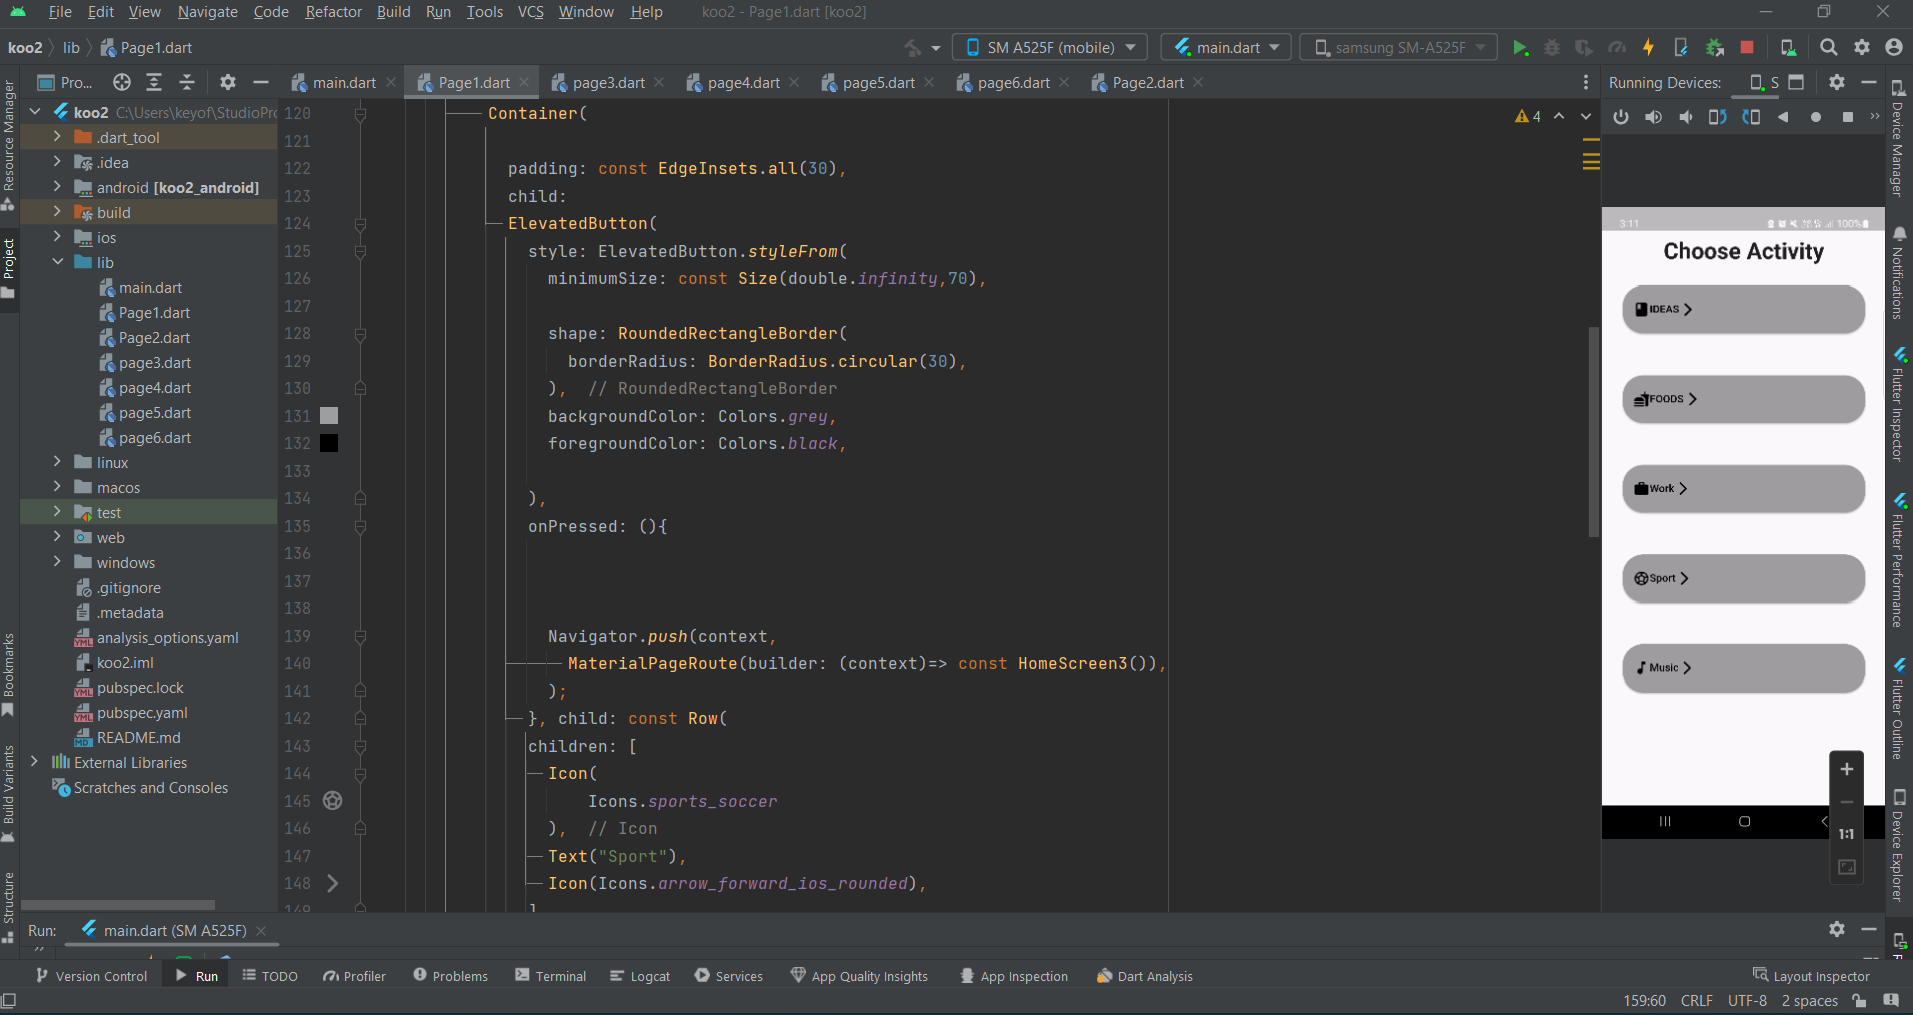 File Edit View Navigate Code Refactor Build Run Tools VCS Window Help koo2 - Page1.dart [koo2]
koo2 lib Page1.dart SM A525F (mobile) main.dart samsung SM-A525F
Pro... main.dart Page1.dart page3.dart page4.dart page5.dart page6.dart Page2.dart Running Devices: S
Resource Manager
Project
Bookmarks
Build Variants
Structure
koo2 C:\Users\keyof\StudioPro
.dart_tool
.idea
android [koo2_android]
build
ios
lib
main.dart
Page1.dart
Page2.dart
page3.dart
page4.dart
page5.dart
page6.dart
linux
macos
test
web
windows
.gitignore
.metadata
analysis_options.yaml
koo2.iml
pubspec.lock
pubspec.yaml
README.md
External Libraries
Scratches and Consoles
4
120 Container(
121
122 padding: const EdgeInsets.all(30),
123 child:
124 ElevatedButton(
125 style: ElevatedButton.styleFrom(
126 minimumSize: const Size(double.infinity,70),
127
128 shape: RoundedRectangleBorder(
129 borderRadius: BorderRadius.circular(30),
130 ), // RoundedRectangleBorder
131 backgroundColor: Colors.grey,
132 foregroundColor: Colors.black,
133
134 ),
135 onPressed: (){
136
137
138
139 Navigator.push(context,
140 MaterialPageRoute(builder: (context)=> const HomeScreen3()),
141 );
142 }, child: const Row(
143 children: [
144 Icon(
145 Icons.sports_soccer
146 ), // Icon
147 Text("Sport"),
148 Icon(Icons.arrow_forward_ios_rounded),
149 ]
3:11 100%
Choose Activity
IDEAS
FOODS
Work
Sport
Music
1:1
Device Manager
Notifications
Flutter Inspector
Flutter Performance
Flutter Outline
Device Explorer
Run: main.dart (SM A525F)
Version Control Run TODO Profiler Problems Terminal Logcat Services App Quality Insights App Inspection Dart Analysis Layout Inspector
159:60 CRLF UTF-8 2 spaces